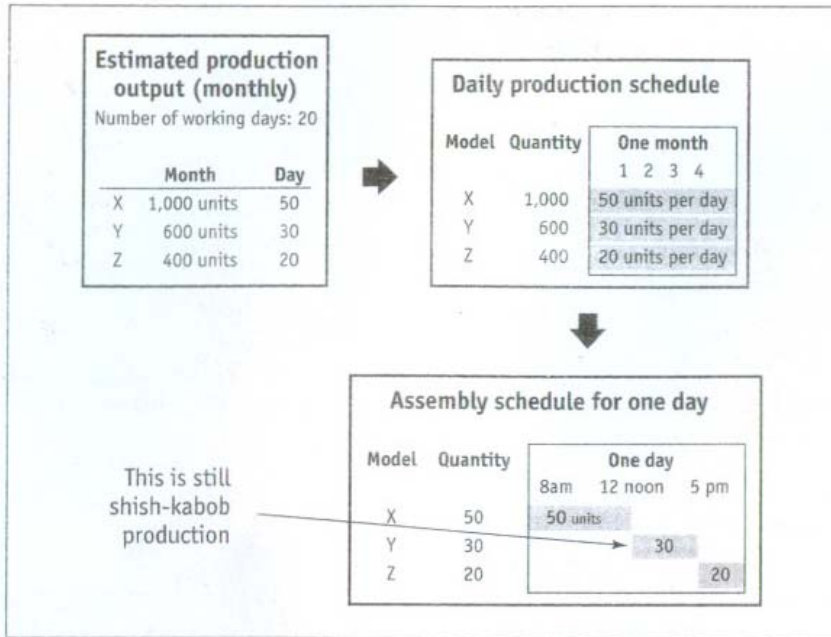 Estimated production
output (monthly)
Number of working days: 20
Month Day
X 1,000 units 50
Y 600 units 30
Z 400 units 20
Daily production schedule
Model Quantity One month
1 2 3 4
X 1,000 50 units per day
Y 600 30 units per day
Z 400 20 units per day
Assembly schedule for one day
Model Quantity One day
8am 12 noon 5 pm
X 50 50 units
Y 30 30
Z 20 20
This is still
shish-kabob
production